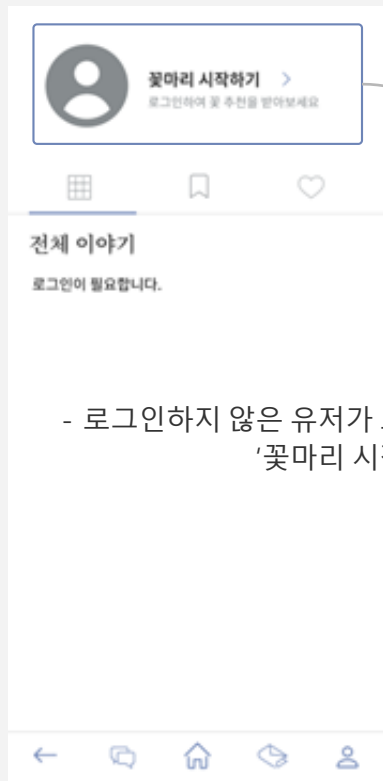 꽃마리 시작하기
로그인하여 꽃 추천을 받아보세요
전체 이야기
로그인이 필요합니다.
- 로그인하지 않은 유저가
'꽃마리